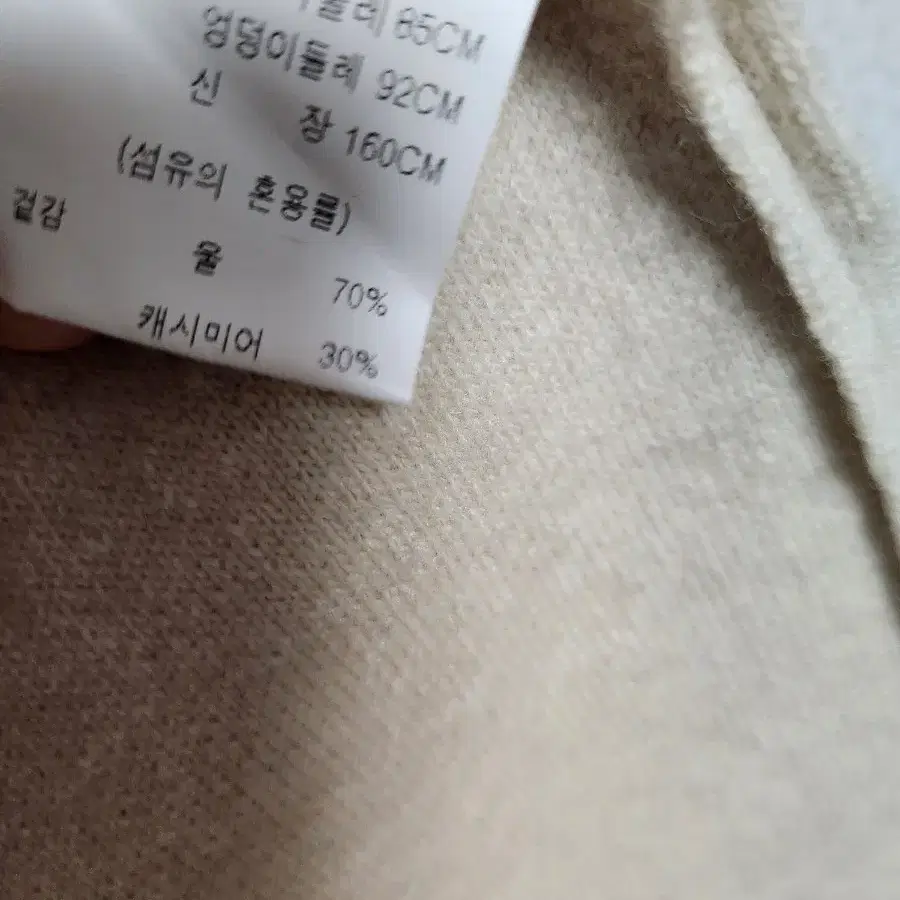 85CM
엉덩이둘레 92CM
신 장 160CM
(섬유의 혼용률)
겉감
울 70%
캐시미어 30%